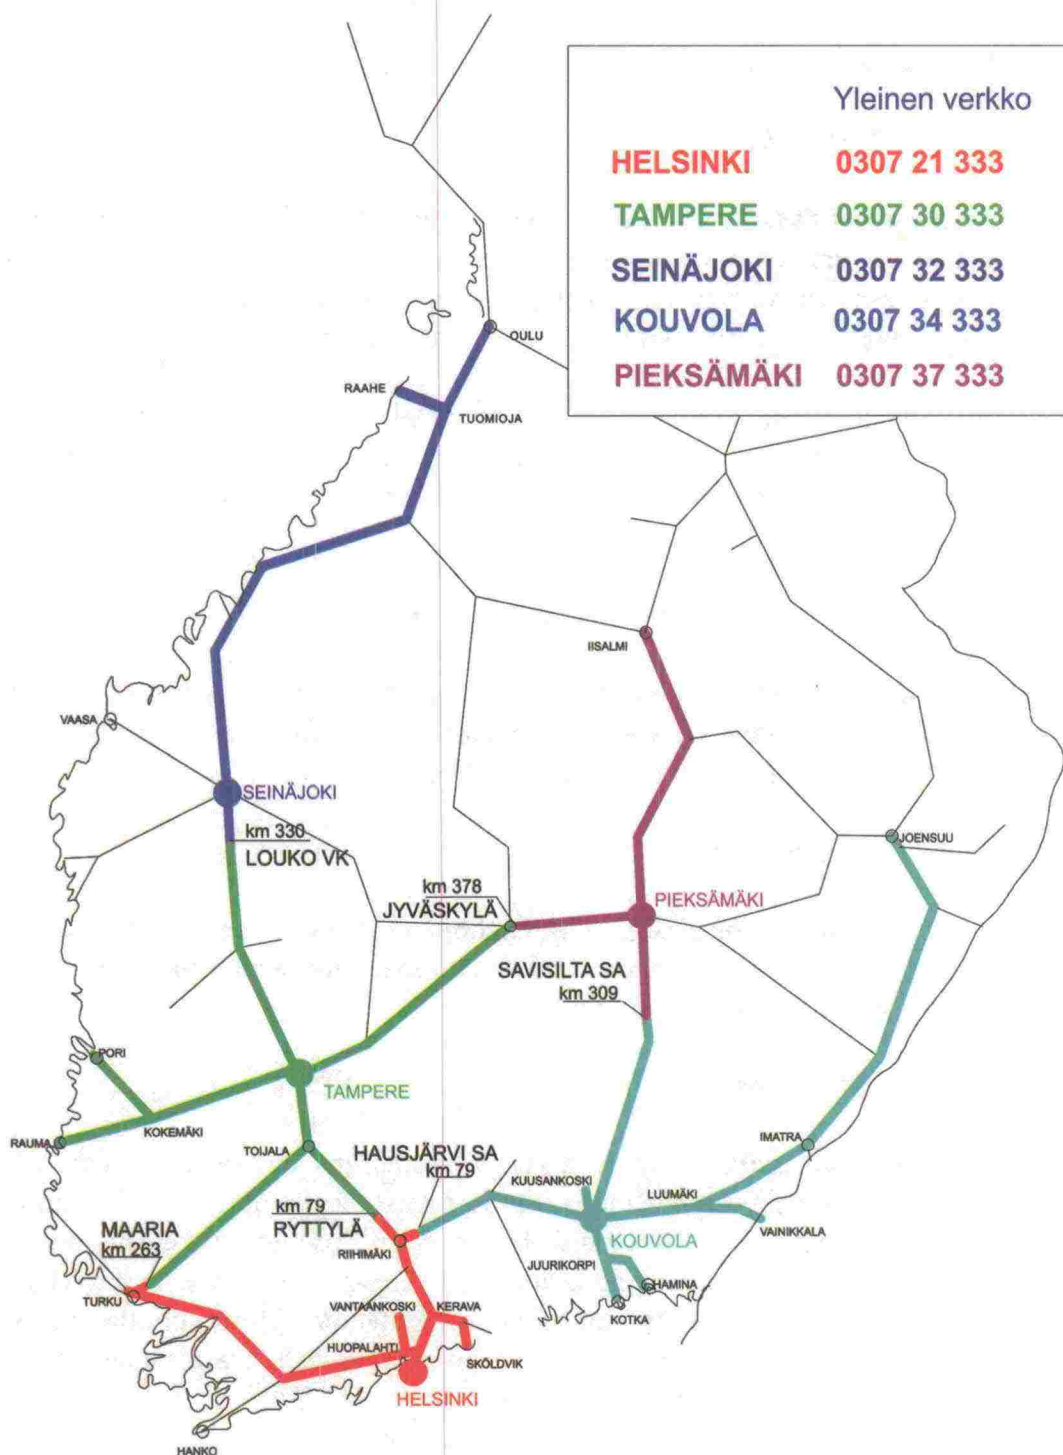 Yleinen verkko
HELSINKI 0307 21 333
TAMPERE 0307 30 333
SEINÄJOKI 0307 32 333
KOUVOLA 0307 34 333
PIEKSÄMÄKI 0307 37 333
OULU
RAAHE
TUOMIOJA
IISALMI
VAASA
SEINÄJOKI
km 330
LOUKO VK
JOENSUU
km 378
JYVÄSKYLÄ
PIEKSÄMÄKI
SAVISILTA SA
km 309
PORI
TAMPERE
KOKEMÄKI
RAUMA
TOIJALA
HAUSJÄRVI SA
km 79
IMATRA
KUUSANKOSKI
LUUMÄKI
km 79
RYTTYLÄ
MAARIA
km 263
VAINIKKALA
KOUVOLA
RIIHIMÄKI
JUURIKORPI
HAMINA
TURKU
VANTAANKOSKI
KERAVA
KOTKA
HUOPALAHTI
SKÖLDVIK
HELSINKI
HANKO